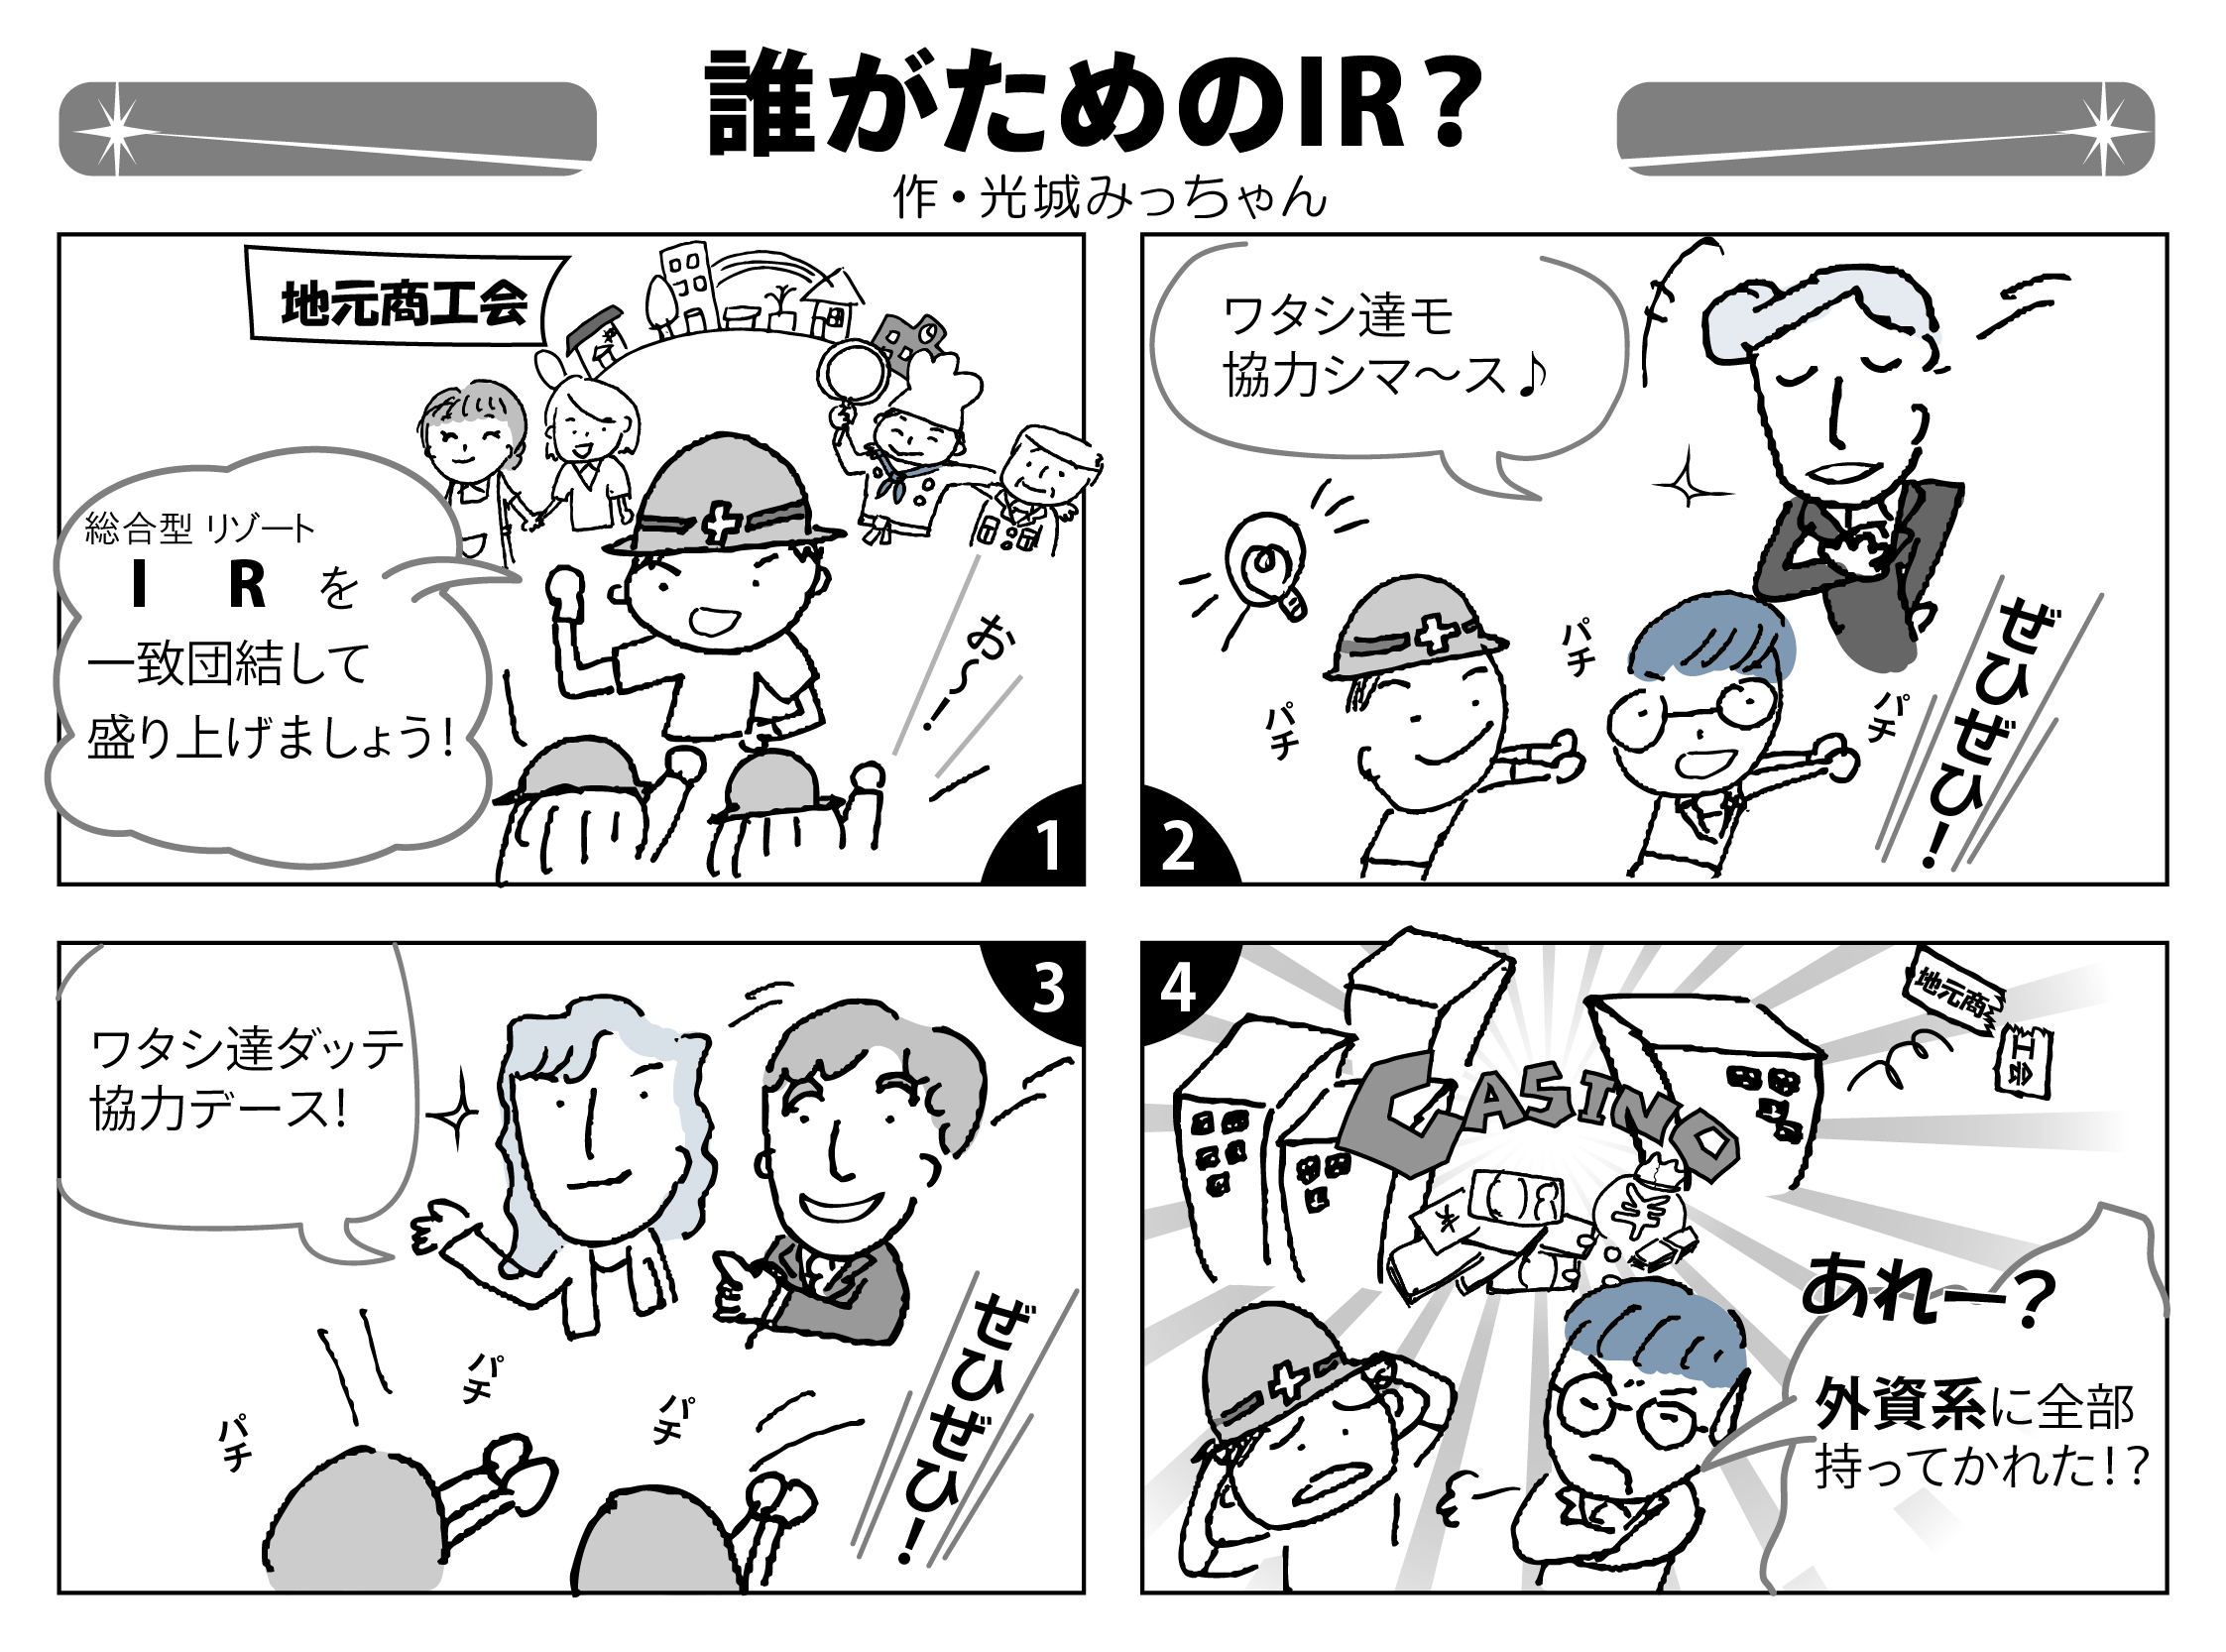 誰がためのIR?
作・光城みっちゃん
地元商工会
総合型 リゾート
I R を
一致団結して
盛り上げましょう!
お〜!
1
ワタシ達モ
協力シマ〜ス♪
パチ
パチ
パチ
ぜひぜひ!
2
ワタシ達ダッテ
協力デース!
パチ
パチ
パチ
ぜひぜひ!
3
4
地元商
工会
CASINO
¥
¥
あれー?
外資系に全部
持ってかれた!?